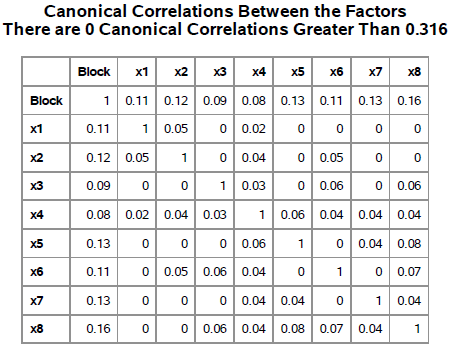 Canonical Correlations Between the Factors
There are 0 Canonical Correlations Greater Than 0.316
Block x1 x2 x3 x4 x5 x6 x7 x8
Block 1 0.11 0.12 0.09 0.08 0.13 0.11 0.13 0.16
x1 0.11 1 0.05 0 0.02 0 0 0 0
x2 0.12 0.05 1 0 0.04 0 0.05 0 0
x3 0.09 0 0 1 0.03 0 0.06 0 0.06
x4 0.08 0.02 0.04 0.03 1 0.06 0.04 0.04 0.04
x5 0.13 0 0 0 0.06 1 0 0.04 0.08
x6 0.11 0 0.05 0.06 0.04 0 1 0 0.07
x7 0.13 0 0 0 0.04 0.04 0 1 0.04
x8 0.16 0 0 0.06 0.04 0.08 0.07 0.04 1